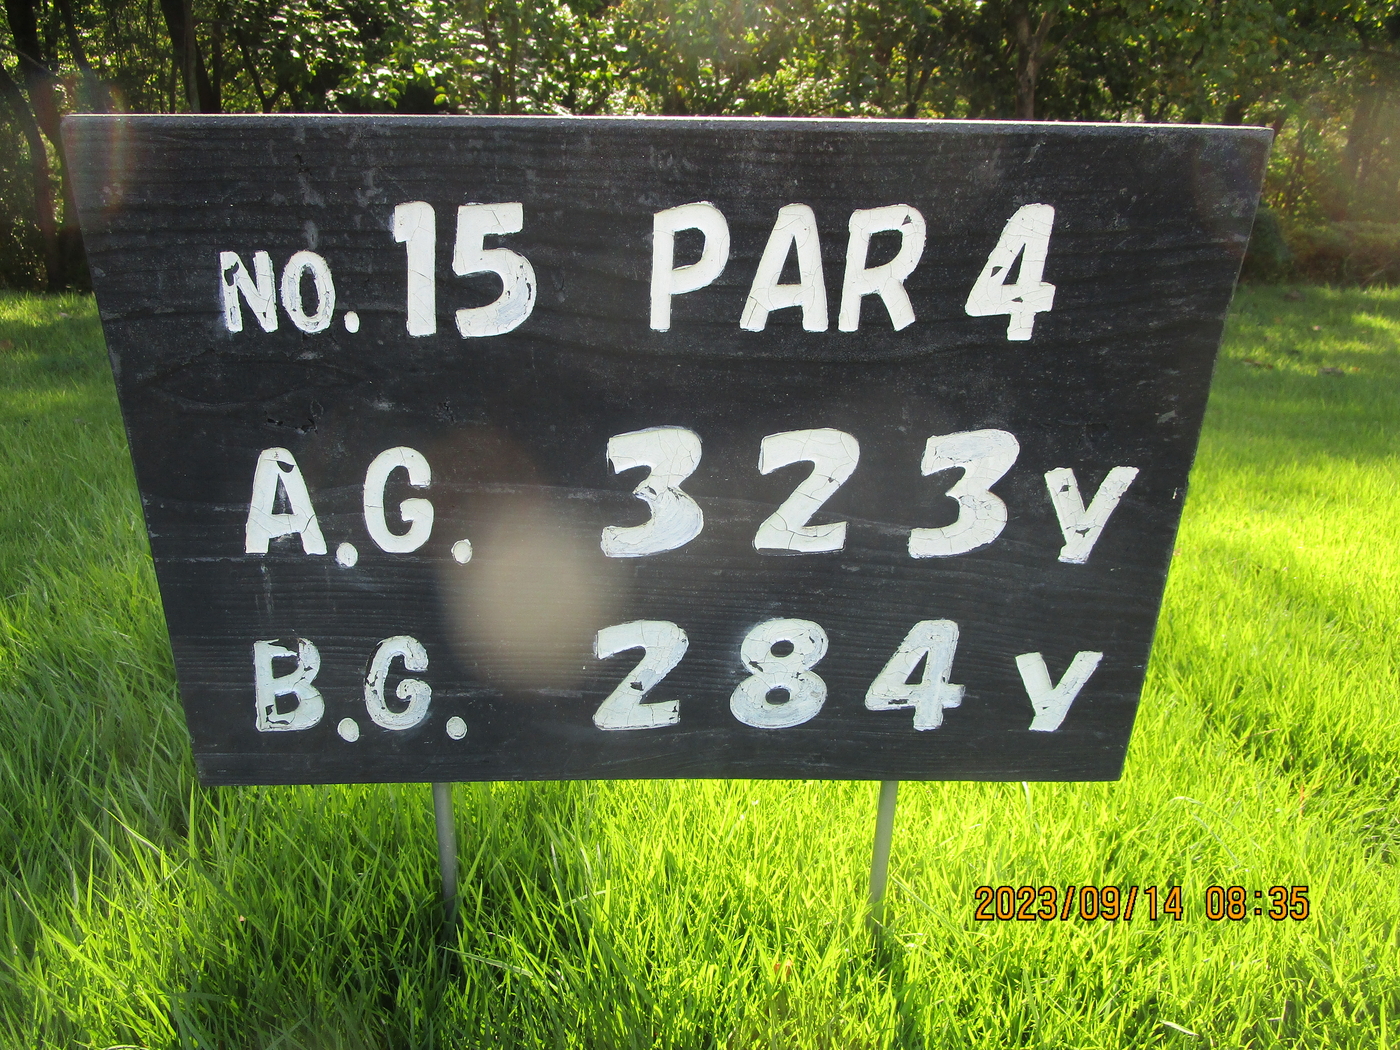 NO. 15 PAR 4
A.G. 323y
B.G. 284y
2023/09/14 08:35